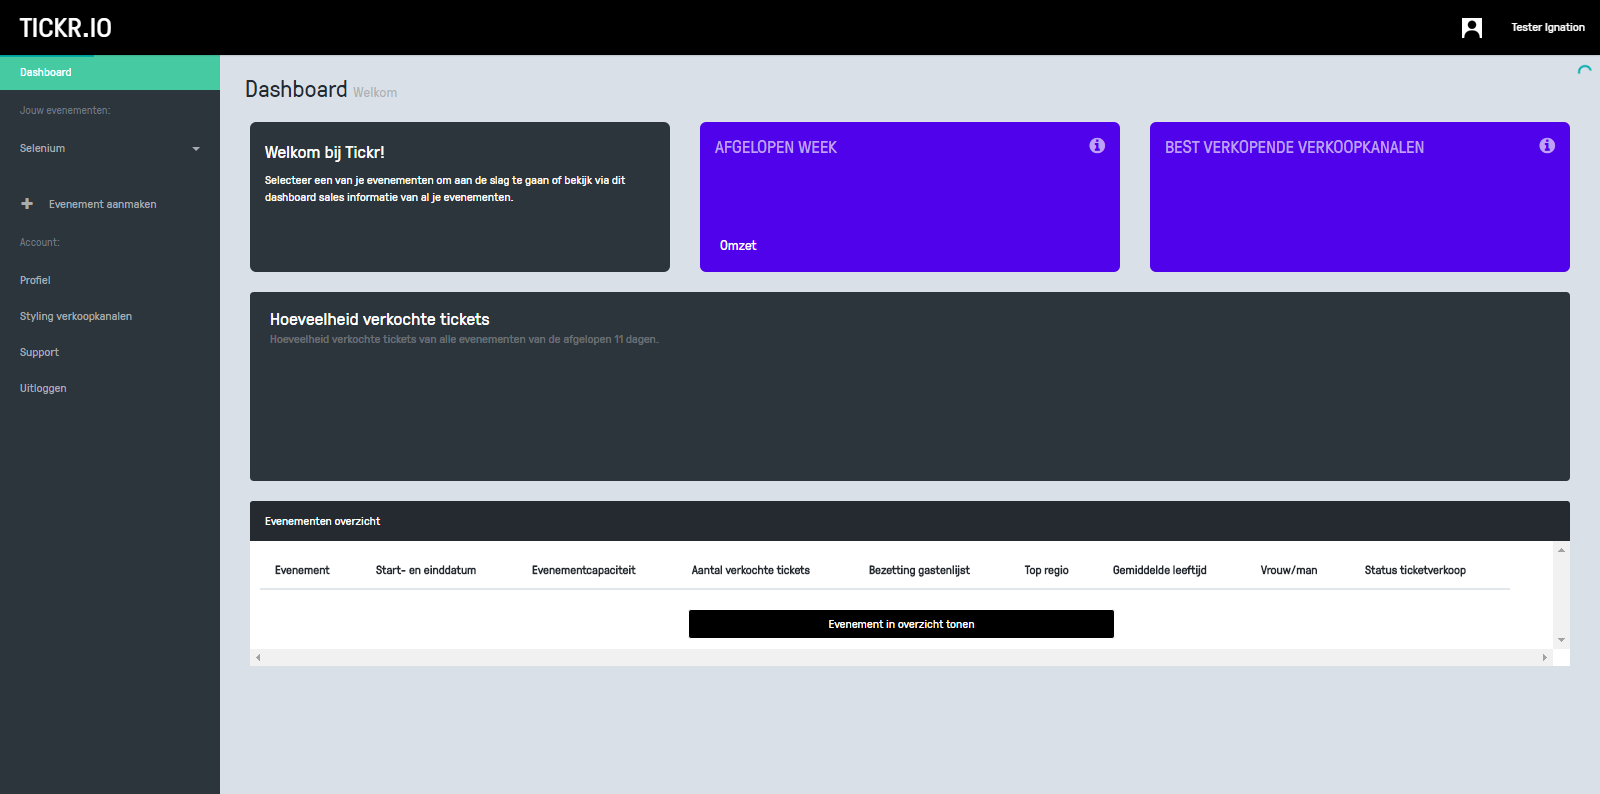 TICKR.IO
Tester Ignation
Dashboard
Jouw evenementen:
Selenium
Evenement aanmaken
Account:
Profiel
Styling verkoopkanalen
Support
Uitloggen
Dashboard Welkom
Welkom bij Tickr!
Selecteer een van je evenementen om aan de slag te gaan of bekijk via dit
dashboard sales informatie van al je evenementen.
AFGELOPEN WEEK
Omzet
BEST VERKOPENDE VERKOOPKANALEN
Hoeveelheid verkochte tickets
Hoeveelheid verkochte tickets van alle evenementen van de afgelopen 11 dagen.
Evenementen overzicht
Evenement Start- en einddatum Evenementcapaciteit Aantal verkochte tickets Bezetting gastenlijst Top regio Gemiddelde leeftijd Vrouw/man Status ticketverkoop
Evenement in overzicht tonen